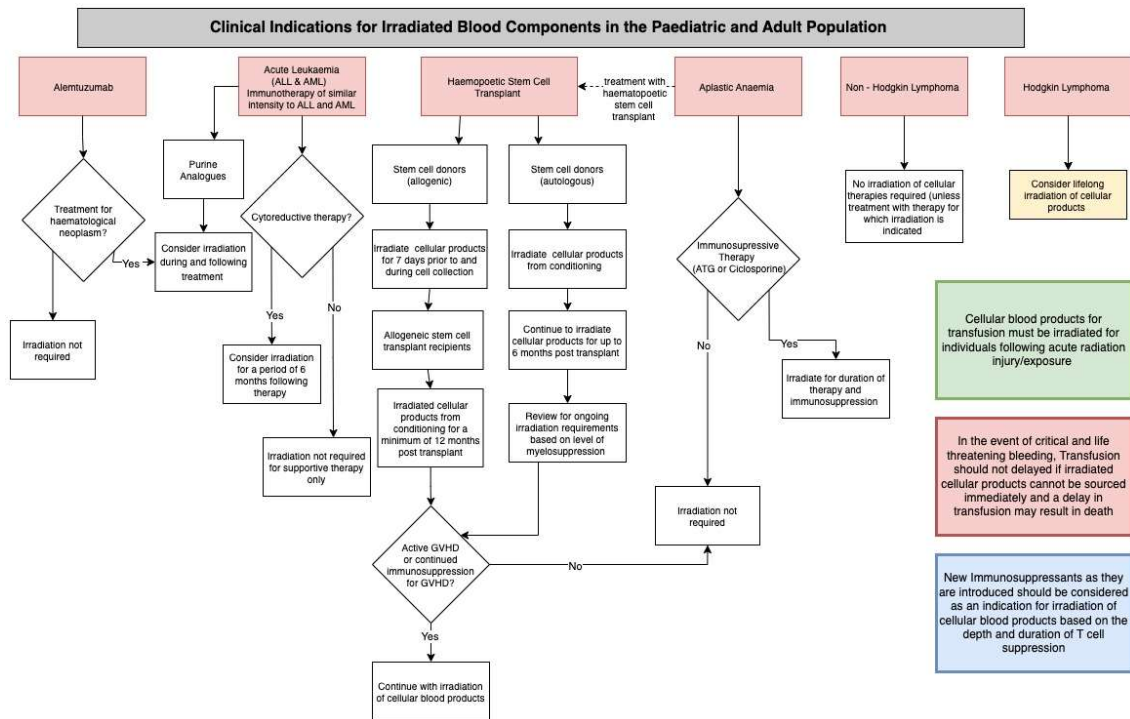 Clinical Indications for Irradiated Blood Components in the Paediatric and Adult Population
Alemtuzumab
Acute Leukaemia
(ALL & AML)
Immunotherapy of similar
intensity to ALL and AML
Haemopoetic Stem Cell
Transplant
treatment with
haematopoetic
stem cell
transplant
Aplastic Anaemia
Non - Hodgkin Lymphoma
Hodgkin Lymphoma
Treatment for
haematological
neoplasm?
Yes
Irradiation not
required
Purine
Analogues
Consider irradiation
during and following
treatment
Cytoreductive therapy?
Yes
No
Consider irradiation
for a period of 6
months following
therapy
Irradiation not required
for supportive therapy
only
Stem cell donors
(allogenic)
Irradiate cellular products
for 7 days prior to and
during cell collection
Allogeneic stem cell
transplant recipients
Irradiated cellular
products from
conditioning for a
minimum of 12 months
post transplant
Stem cell donors
(autologous)
Irradiate cellular products
from conditioning
Continue to irradiate
cellular products for up to
6 months post transplant
Review for ongoing
irradiation requirements
based on level of
myelosuppression
Active GVHD
or continued
immunosuppression
for GVHD?
No
Yes
Continue with irradiation
of cellular blood products
Immunosupressive
Therapy
(ATG or Ciclosporine)
No
Yes
Irradiate for duration of
therapy and
immunosuppression
Irradiation not
required
No irradiation of cellular
therapies required (unless
treatment with therapy for
which irradiation is
indicated
Consider lifelong
irradiation of cellular
products
Cellular blood products for
transfusion must be irradiated for
individuals following acute radiation
injury/exposure
In the event of critical and life
threatening bleeding, Transfusion
should not delayed if irradiated
cellular products cannot be sourced
immediately and a delay in
transfusion may result in death
New Immunosuppressants as they
are introduced should be considered
as an indication for irradiation of
cellular blood products based on the
depth and duration of T cell
suppression